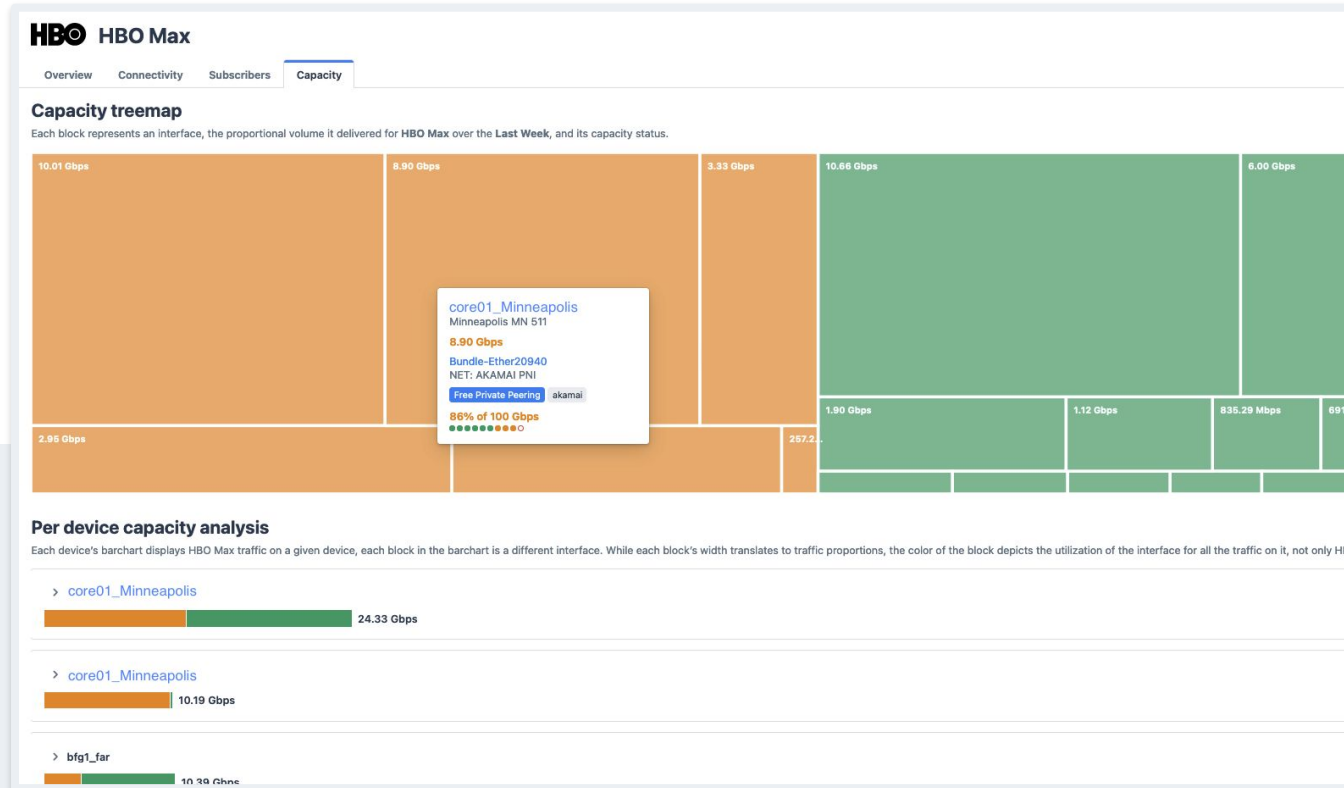 HBO HBO Max
Overview Connectivity Subscribers Capacity
Capacity treemap
Each block represents an interface, the proportional volume it delivered for HBO Max over the Last Week, and its capacity status.
10.01 Gbps 8.90 Gbps 3.33 Gbps 10.66 Gbps 6.00 Gbps
core01_Minneapolis
Minneapolis MN 511
8.90 Gbps
Bundle-Ether20940
NET: AKAMAI PNI
Free Private Peering akamai
86% of 100 Gbps
1.90 Gbps 1.12 Gbps 835.29 Mbps 691
2.95 Gbps 257.2...
Per device capacity analysis
Each device's barchart displays HBO Max traffic on a given device, each block in the barchart is a different interface. While each block's width translates to traffic proportions, the color of the block depicts the utilization of the interface for all the traffic on it, not only H
core01_Minneapolis
24.33 Gbps
core01_Minneapolis
10.19 Gbps
bfg1_far
10.39 Gbps